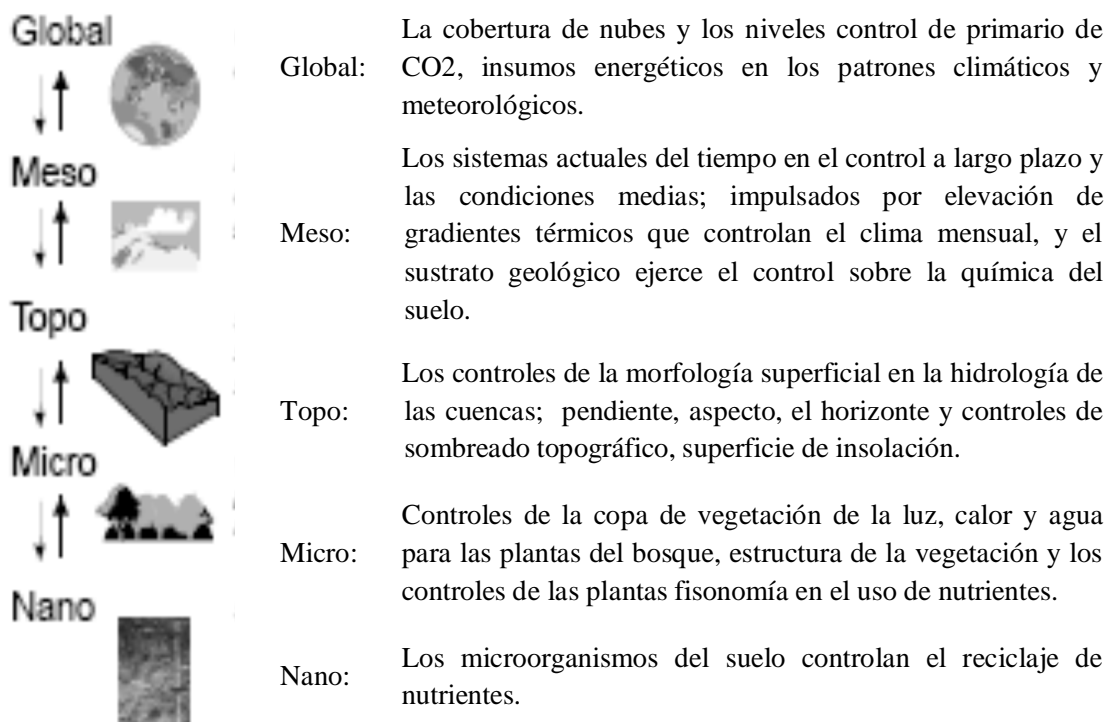 Global
Global:
La cobertura de nubes y los niveles control de primario de
CO2, insumos energéticos en los patrones climáticos y
meteorológicos.
Meso
Meso:
Los sistemas actuales del tiempo en el control a largo plazo y
las condiciones medias; impulsados por elevación de
gradientes térmicos que controlan el clima mensual, y el
sustrato geológico ejerce el control sobre la química del
suelo.
Topo
Topo:
Los controles de la morfología superficial en la hidrología de
las cuencas; pendiente, aspecto, el horizonte y controles de
sombreado topográfico, superficie de insolación.
Micro
Micro:
Controles de la copa de vegetación de la luz, calor y agua
para las plantas del bosque, estructura de la vegetación y los
controles de las plantas fisonomía en el uso de nutrientes.
Nano
Nano:
Los microorganismos del suelo controlan el reciclaje de
nutrientes.